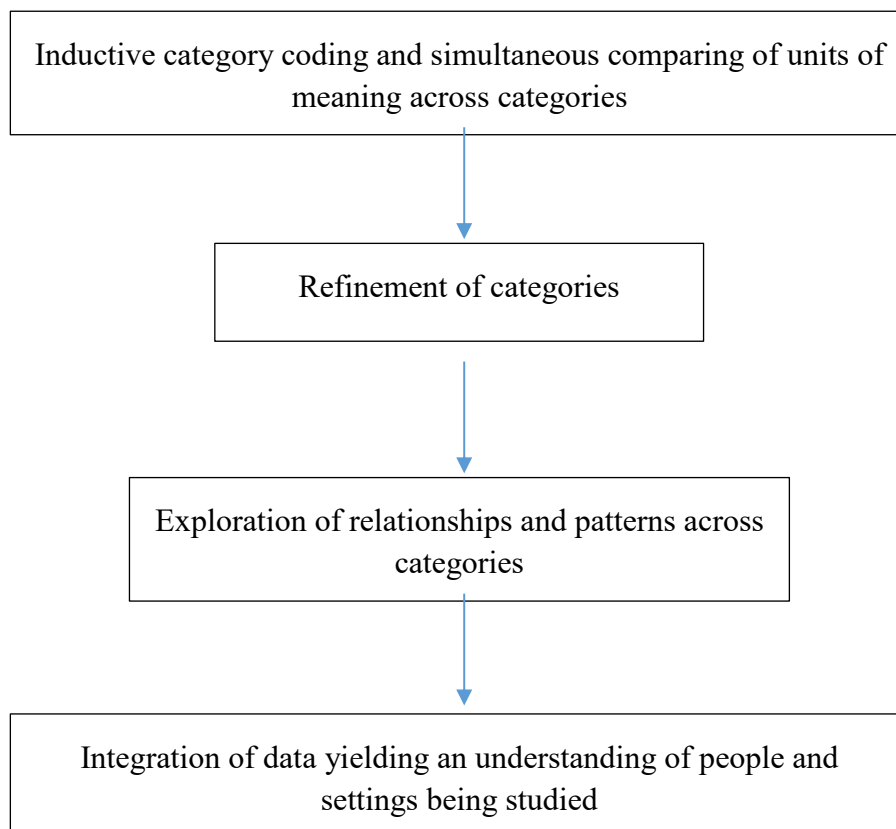 Inductive category coding and simultaneous comparing of units of
meaning across categories
Refinement of categories
Exploration of relationships and patterns across
categories
Integration of data yielding an understanding of people and
settings being studied